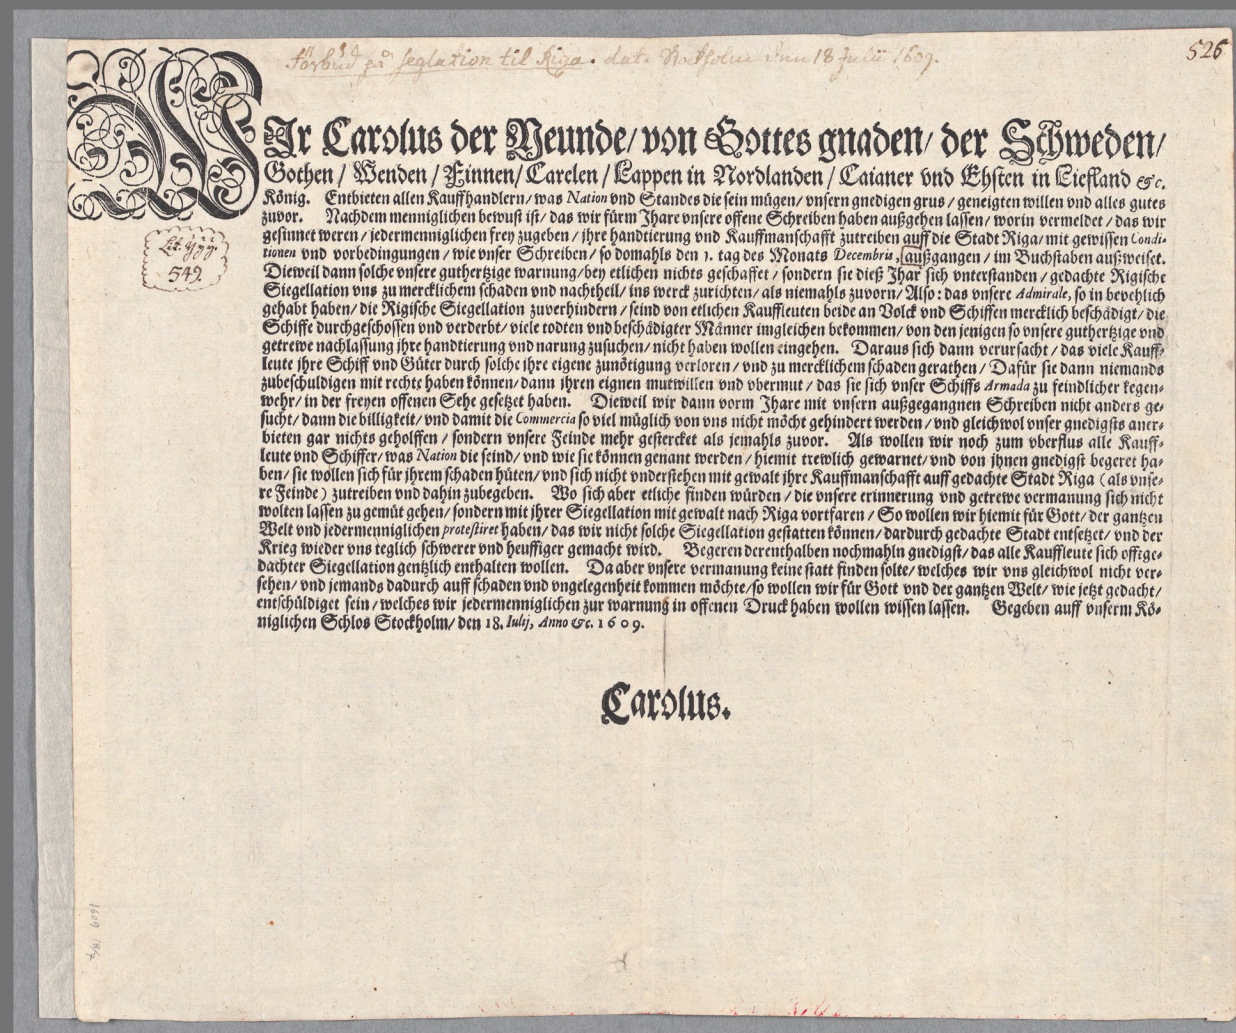 Förbud på seglation til Riga. dat. Stockholm den 18 Julii 1609.
526
WIr Carolus der Neunde/ von Gottes gnaden/ der Schweden/
Gothen / Wenden / Finnen/ Carelen / Lappen in Nordlanden / Caianer vnd Ehsten in Liefland &c.
König. Entbieten allen Kauffhandlern/ was Nation vnd Standes die sein mügen/ vnsern gnedigen grus / geneigten willen vnd alles gutes
zuvor. Nachdem menniglichen bewust ist/ das wir fürm Jhare vnsere offene Schreiben haben außgehen lassen/ worin vermeldet/ das wir
gesinnet weren / jedermenniglichen frey zugeben / jhre handtierung vnd Kauffmanschafft zutreiben auff die Stadt Riga/ mit gewissen Condi-
tionen vnd vorbedingungen / wie vnser Schreiben / so domahls den 1. tag des Monats Decembris, außgangen / im Buchstaben außweiset.
Dieweil dann solche vnsere guthertzige warnung/ bey etlichen nichts geschaffet / sondern sie dieß Jhar sich vnterstanden / gedachte Rigische
Siegellation vns zu mercklichem schaden vnd nachtheil/ ins werck zurichten/ als niemahls zuvorn/ Also: das vnsere Admirale, so in bevehlich
gehabt haben/ die Rigische Siegellation zuverhindern / seind von etlichen Kauffleuten beide an Volck vnd Schiffen mercklich beschädigt/ die
Schiffe durchgeschossen vnd verderbt/ viele todten vnd beschädigter Männer imgleichen bekommen/ von den jenigen so vnsere guthertzige vnd
getrewe nachlassung jhre handtierung vnd narung zusuchen/ nicht haben wollen eingehen. Daraus sich dann verursacht / das viele Kauff-
leute jhre Schiff vnd Güter durch solche jhre eigene zunötigung verloren / vnd zu mercklichem schaden gerathen / Dafür sie dann niemands
zubeschuldigen mit rechte haben können/ dann jhren eignen mutwillen vnd vbermut / das sie sich vnser Schiffs Armada zu feindlicher kegen-
wehr/ in der freyen offenen Sehe gesetzet haben. Dieweil wir dann vorm Jhare mit vnsern außgegangnen Schreiben nicht anders ge-
sucht/ dann die billigkeit/ vnd damit die Commercia so viel müglich von vns nicht möcht gehindert werden/ vnd gleichwol vnser gnedigsts aner-
bieten gar nichts geholffen / sondern vnsere Feinde mehr gestercket als jemahls zuvor. Als wollen wir noch zum vberflus alle Kauff-
leute vnd Schiffer/ was Nation die seind/ vnd wie sie können genant werden / hiemit trewlich gewarnet/ vnd von jhnen gnedigst begeret ha-
ben/ sie wollen sich für jhrem schaden hüten/ vnd sich nicht vnderstehen mit gewalt jhre Kauffmanschafft auff gedachte Stadt Riga (als vnse-
re Feinde) zutreiben vnd dahin zubegeben. Wo sich aber etliche finden würden / die vnsere erinnerung vnd getrewe vermanung sich nicht
wolten lassen zu gemüt gehen/ sondern mit jhrer Siegellation mit gewalt nach Riga vortfaren / So wollen wir hiemit für Gott/ der gantzen
Welt vnd jedermenniglichen protestiret haben/ das wir nicht solche Siegellation gestatten können/ dardurch gedachte Stadt entsetzet/ vnd der
Krieg wieder vns teglich schwerer vnd heuffiger gemacht wird. Begeren derenthalben nochmahln gnedigst/ das alle Kauffleute sich offtge-
dachter Siegellation gentzlich enthalten wollen. Da aber vnsere vermanung keine statt finden solte/ welches wir vns gleichwol nicht ver-
sehen/ vnd jemands dadurch auff schaden vnd vngelegenheit kommen möchte/ so wollen wir für Gott vnd der gantzen Welt/ wie jetzt gedacht/
entschüldiget sein/ welches wir jedermenniglichen zur warnung in offenen Druck haben wollen wissen lassen. Gegeben auff vnserm Kö-
niglichen Schlos Stockholm/ den 18. Iulij, Anno &c. 1609.
Lit. yyy.
542
Carolus.
1609 18/7